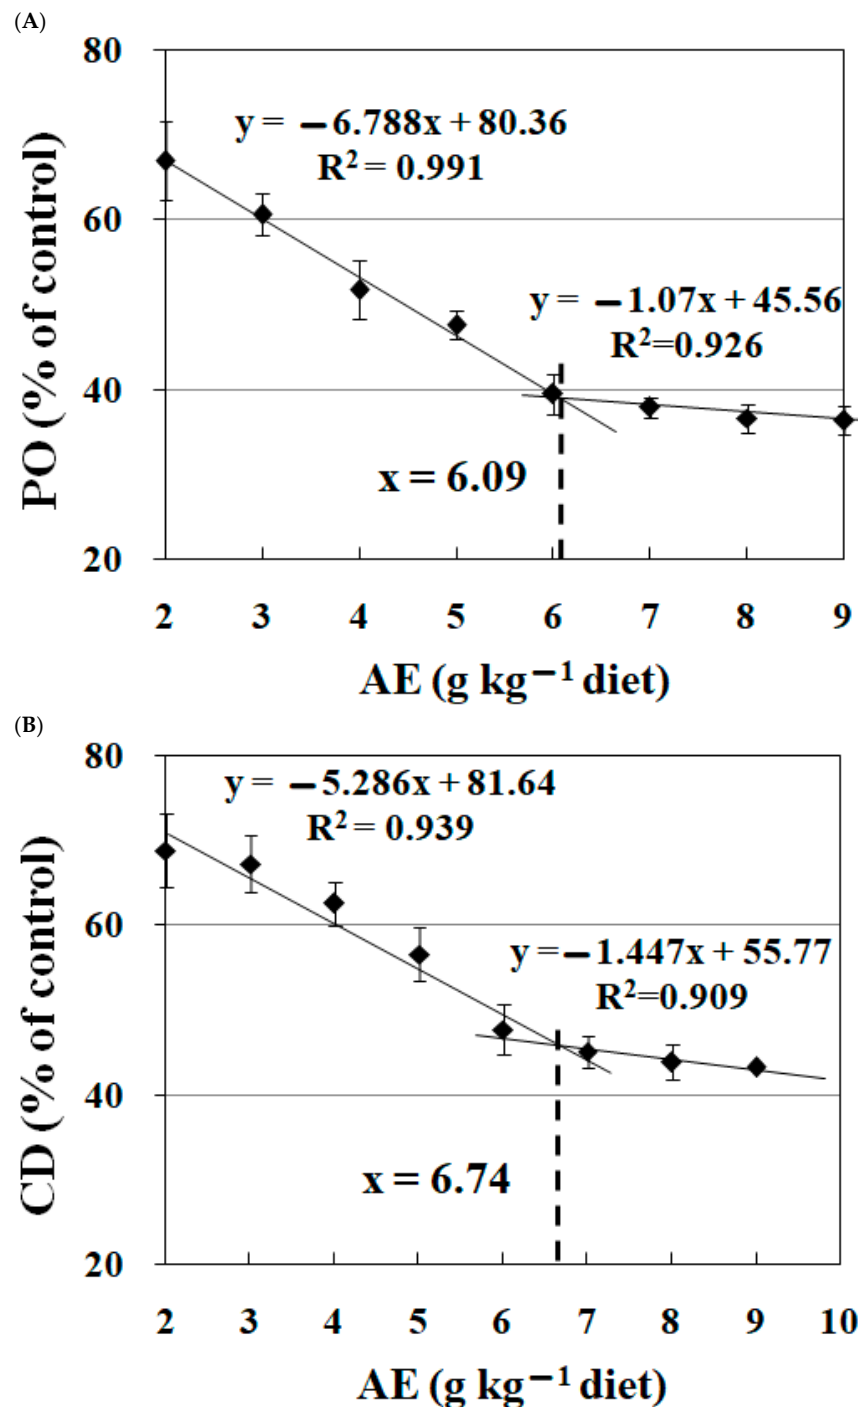 (A)
80
y = −6.788x + 80.36
R² = 0.991
60
y = −1.07x + 45.56
R²=0.926
40
x = 6.09
20
2 3 4 5 6 7 8 9
PO (% of control)
AE (g kg⁻¹ diet)
(B)
80
y = −5.286x + 81.64
R² = 0.939
60
y =−1.447x + 55.77
R²=0.909
40
x = 6.74
20
2 3 4 5 6 7 8 9 10
CD (% of control)
AE (g kg⁻¹ diet)